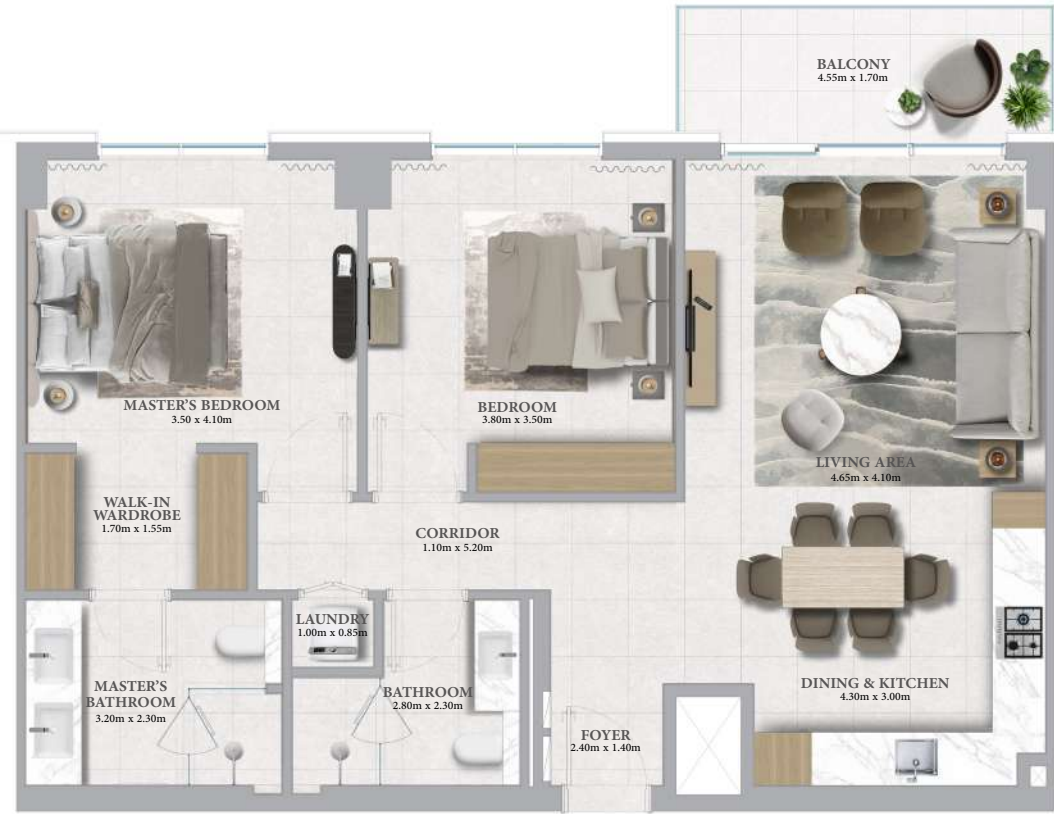 BALCONY
4.55m x 1.70m
MASTER'S BEDROOM
3.50 x 4.10m
BEDROOM
3.80m x 3.50m
LIVING AREA
4.65m x 4.10m
WALK-IN
WARDROBE
1.70m x 1.55m
CORRIDOR
1.10m x 5.20m
LAUNDRY
1.00m x 0.85m
MASTER'S
BATHROOM
3.20m x 2.30m
BATHROOM
2.80m x 2.30m
DINING & KITCHEN
4.30m x 3.00m
FOYER
2.40m x 1.40m